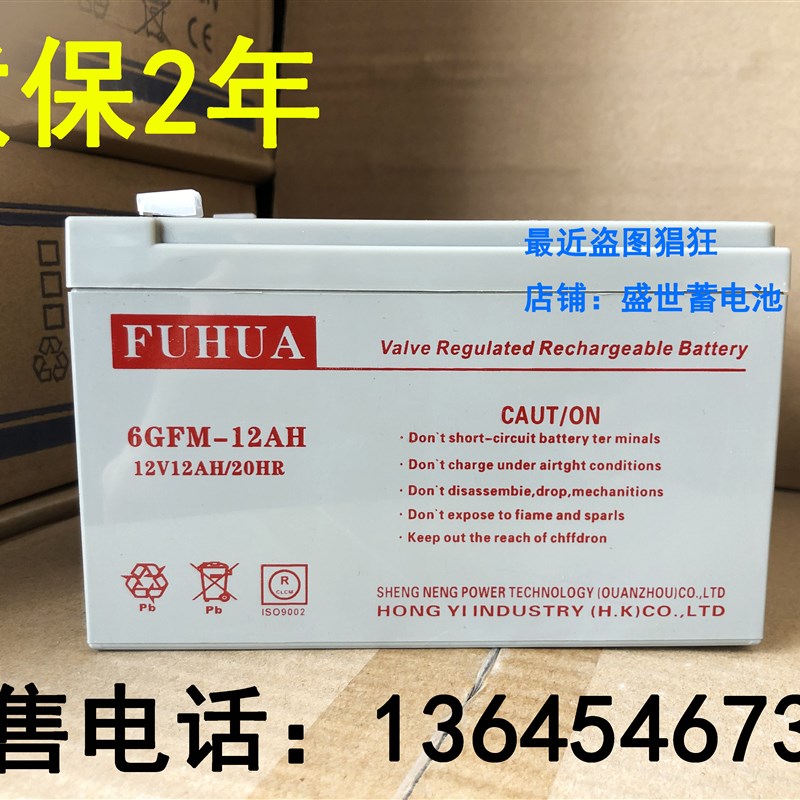 保2年
最近盗图猖狂
店铺：盛世蓄电池
FUHUA
Valve Regulated Rechargeable Battery
6GFM-12AH
12V12AH/20HR
CAUT/ON
· Don't short-circuit battery ter minals
· Don't charge under airtght conditions
· Don't disassembie,drop,mechanitions
· Don't expose to fiame and sparls
· Keep out the reach of chffdron
Pb
Pb
R
CLCM
ISO9002
SHENG NENG POWER TECHNOLOGY (OUANZHOU)CO.,LTD
HONG YI INDUSTRY (H.K)CO.,LTD
售电话：136454673